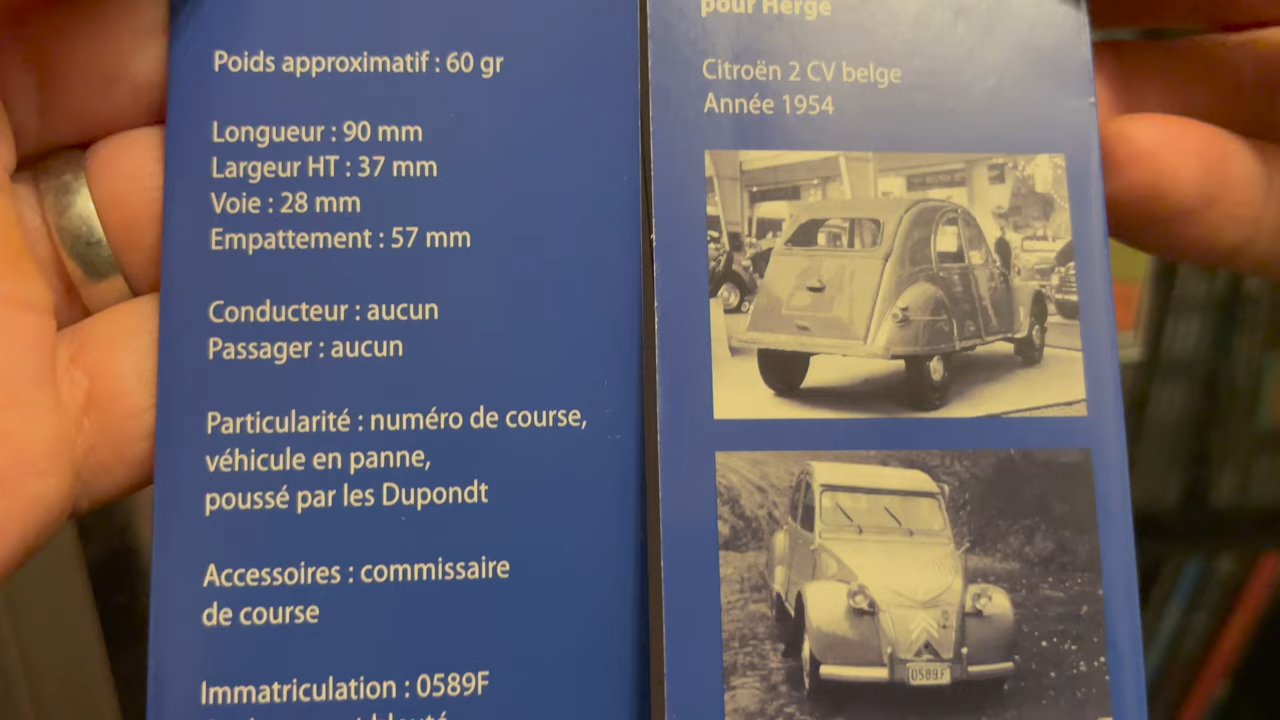 Poids approximatif : 60 gr
Longueur : 90 mm
Largeur HT : 37 mm
Voie : 28 mm
Empattement : 57 mm
Conducteur : aucun
Passager : aucun
Particularité : numéro de course,
véhicule en panne,
poussé par les Dupondt
Accessoires : commissaire
de course
Immatriculation : 0589F
pour Hergé
Citroën 2 CV belge
Année 1954
0589.F